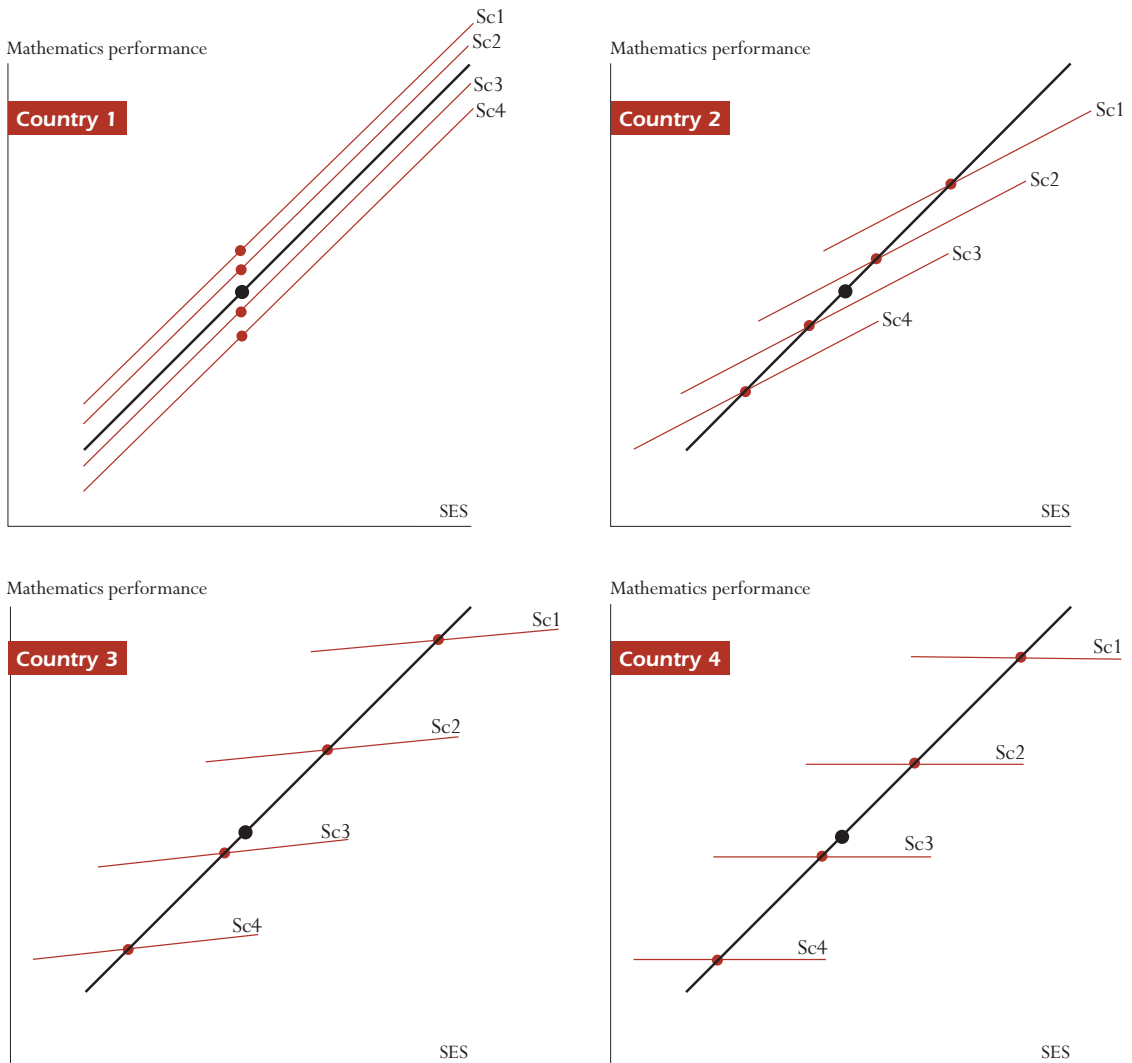 Mathematics performance
Country 1
Sc1
Sc2
Sc3
Sc4
SES
Mathematics performance
Country 2
Sc1
Sc2
Sc3
Sc4
SES
Mathematics performance
Country 3
Sc1
Sc2
Sc3
Sc4
SES
Mathematics performance
Country 4
Sc1
Sc2
Sc3
Sc4
SES